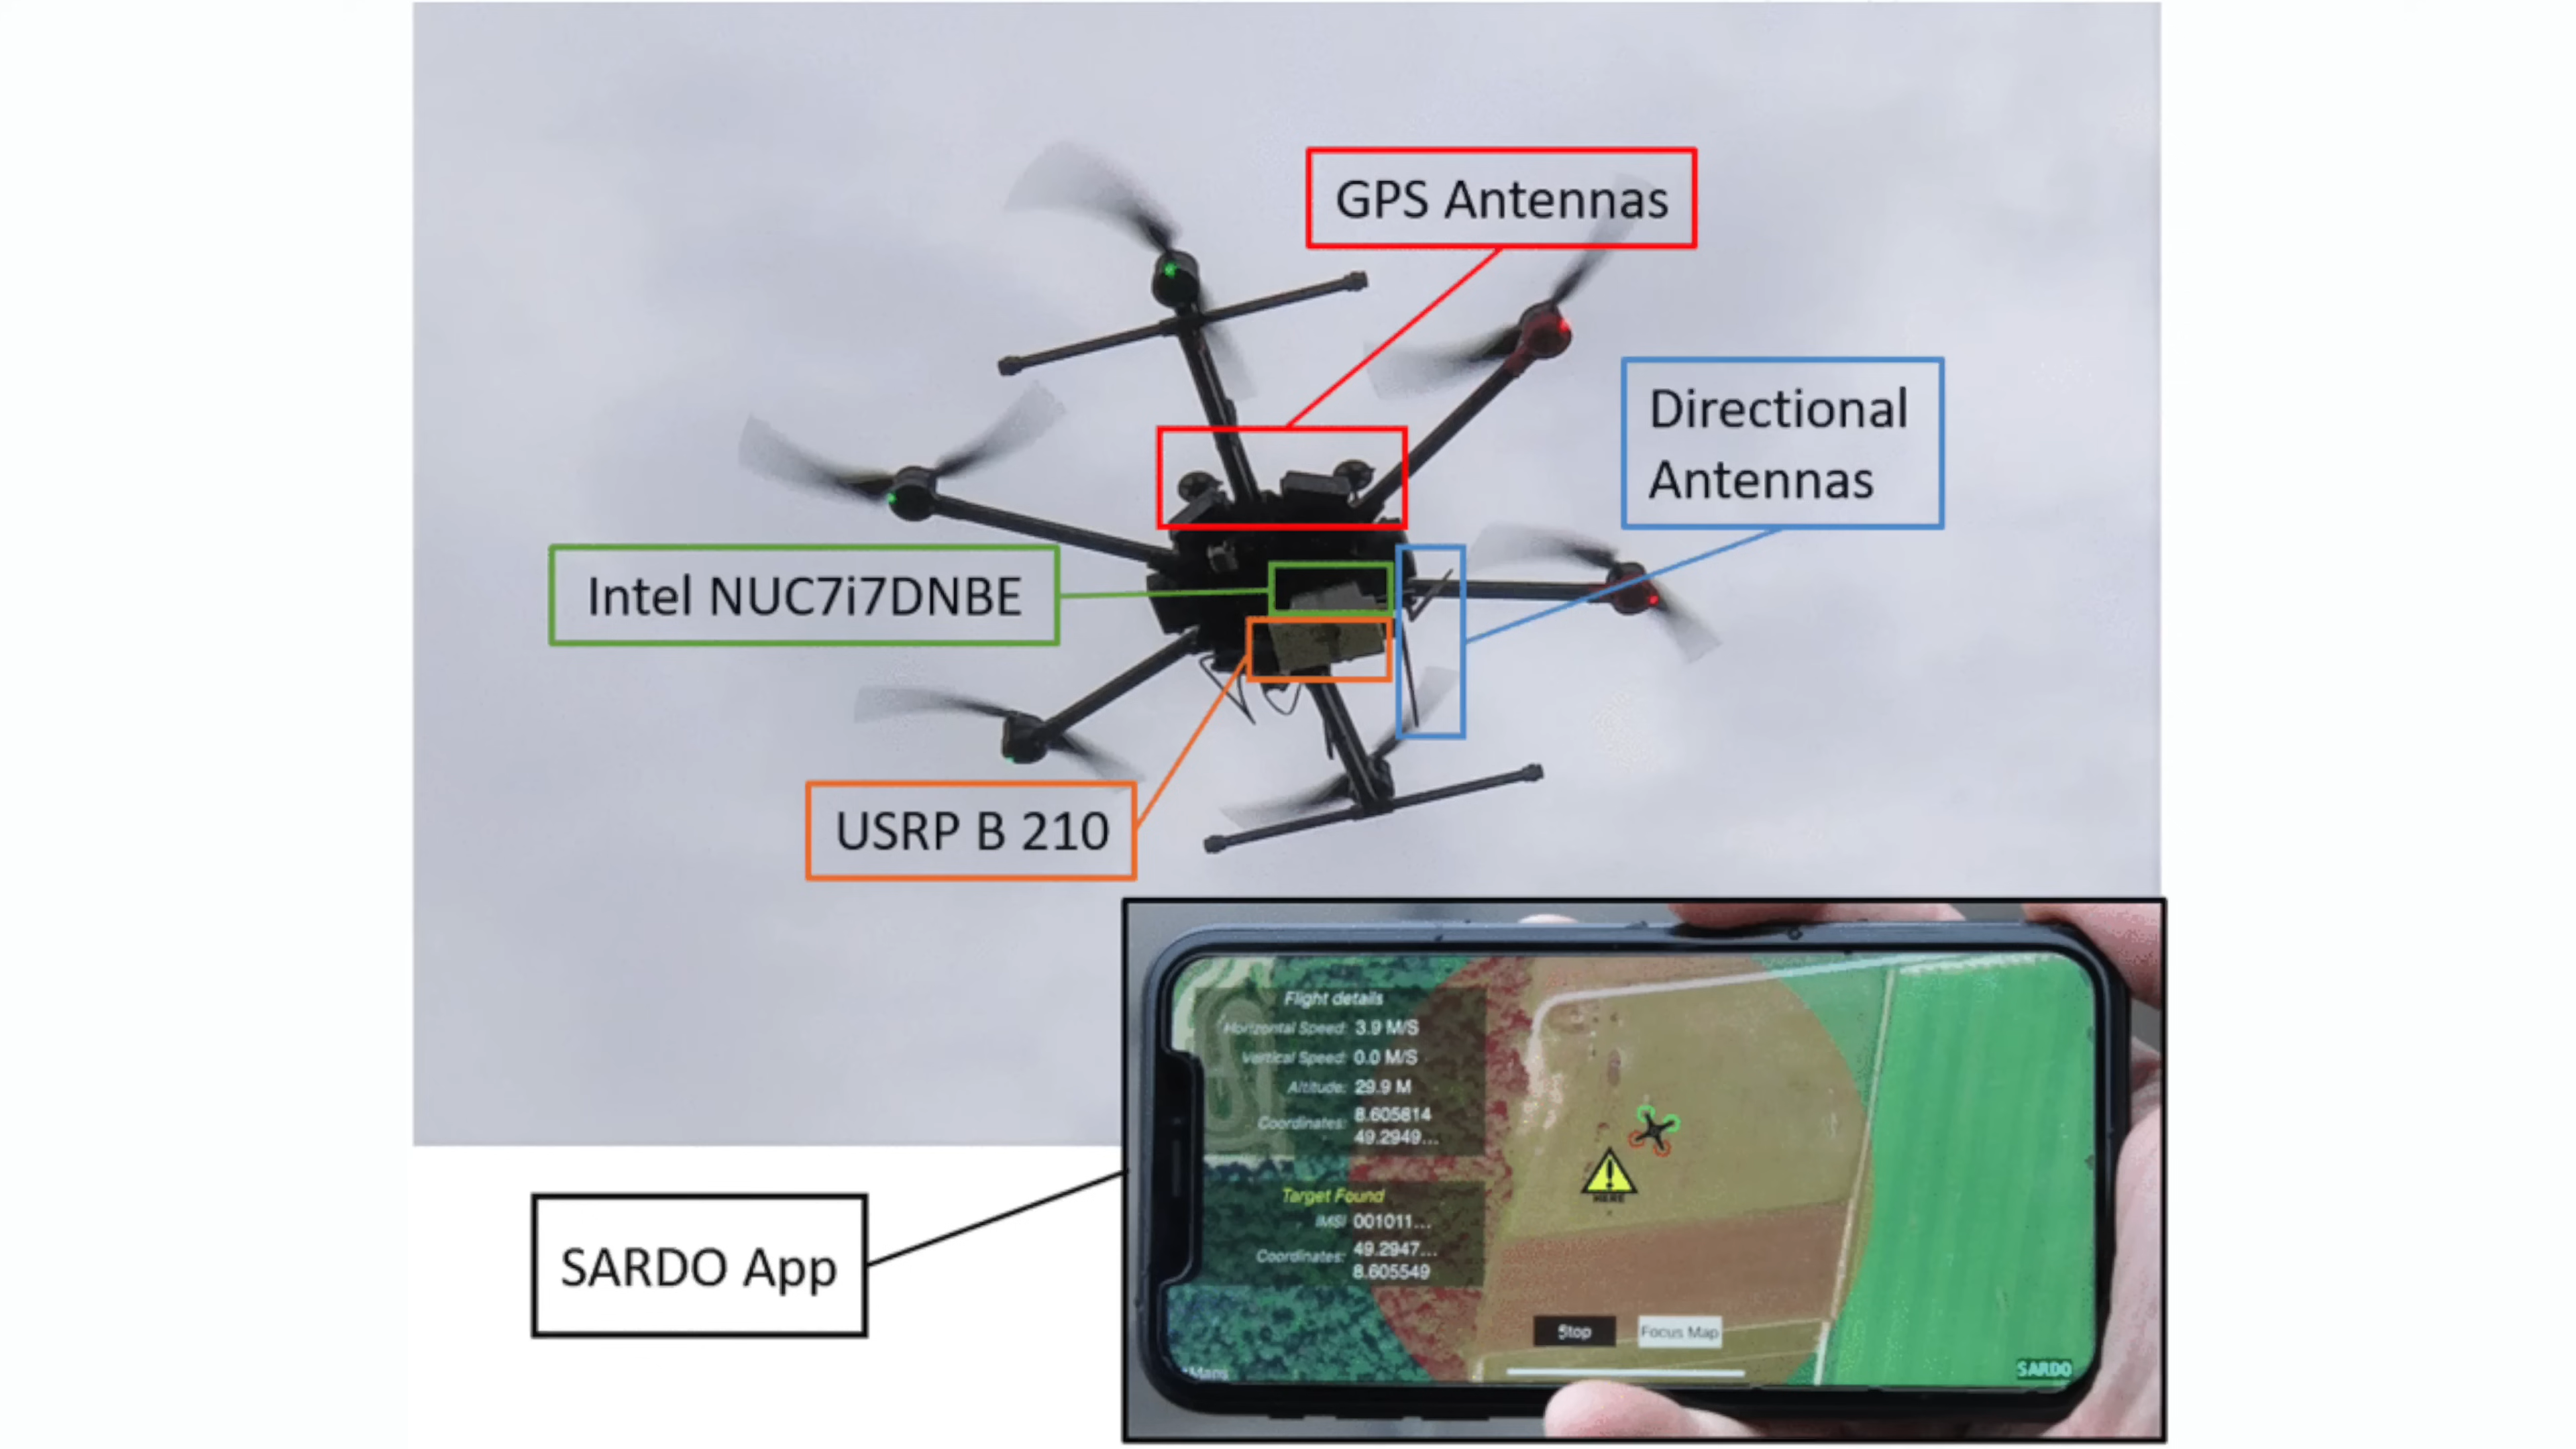 GPS Antennas
Directional
Antennas
Intel NUC7i7DNBE
USRP B 210
SARDO App
Flight details
Horizontal Speed: 3.9 M/S
Vertical Speed: 0.0 M/S
Altitude: 29.9 M
Coordinates: 8.605814
49.2949...
Target Found
IMSI 001011...
Coordinates: 49.2947...
8.605549
HERE
Stop
Focus Map
Maps
SARDO